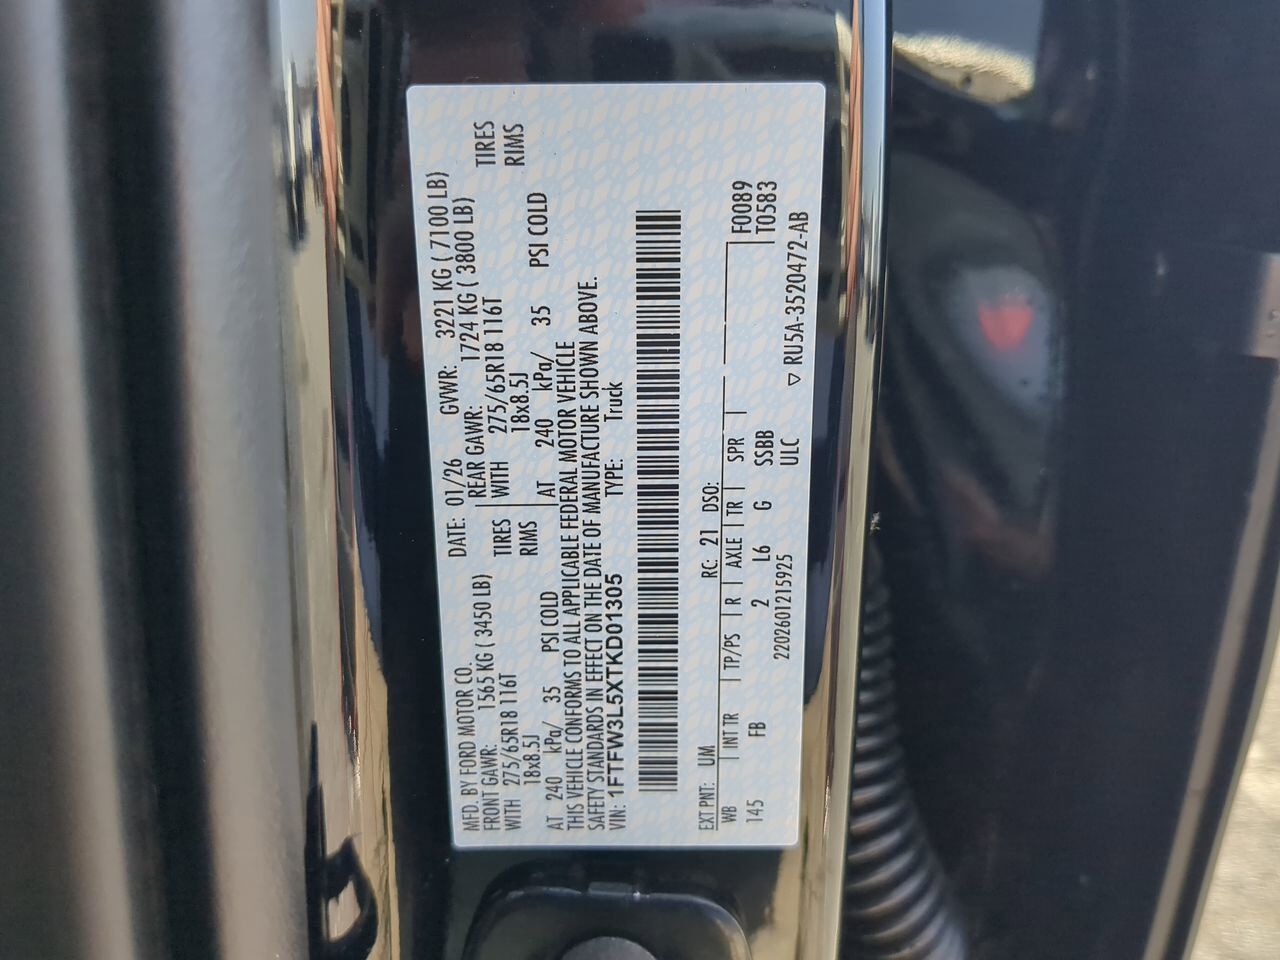 MFD. BY FORD MOTOR CO. DATE: 01/26 GVWR: 3221 KG ( 7100 LB)
FRONT GAWR: 1565 KG ( 3450 LB) REAR GAWR: 1724 KG ( 3800 LB)
WITH 275/65R18 116T TIRES WITH 275/65R18 116T TIRES
18x8.5J RIMS 18x8.5J RIMS
AT 240 kPa/ 35 PSI COLD AT 240 kPa/ 35 PSI COLD
THIS VEHICLE CONFORMS TO ALL APPLICABLE FEDERAL MOTOR VEHICLE
SAFETY STANDARDS IN EFFECT ON THE DATE OF MANUFACTURE SHOWN ABOVE.
VIN: 1FTFW3L5XTKD01305 TYPE: Truck
EXT PNT: UM RC: 21 DSO: F0089
WB INT TR TP/PS R AXLE TR SPR T0583
145 FB 2 L6 G SSBB
2202601215925 ULC ▽ RU5A-3520472-AB